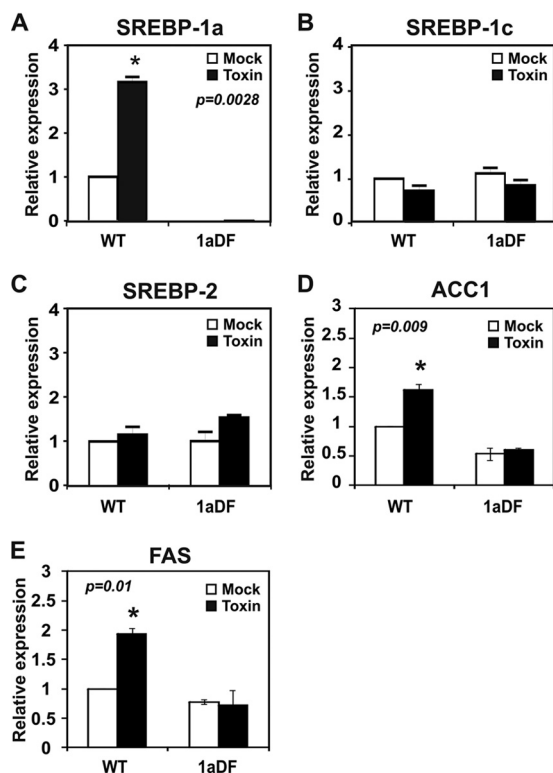 A
SREBP-1a
Relative expression
4
3
2
1
0
Mock
Toxin
*
p=0.0028
WT
1aDF
B
SREBP-1c
Relative expression
4
3
2
1
0
Mock
Toxin
WT
1aDF
C
SREBP-2
Relative expression
4
3
2
1
0
Mock
Toxin
WT
1aDF
D
ACC1
Relative expression
3
2.5
2
1.5
1
0.5
0
p=0.009
Mock
Toxin
*
WT
1aDF
E
FAS
Relative expression
3
2.5
2
1.5
1
0.5
0
p=0.01
Mock
Toxin
*
WT
1aDF